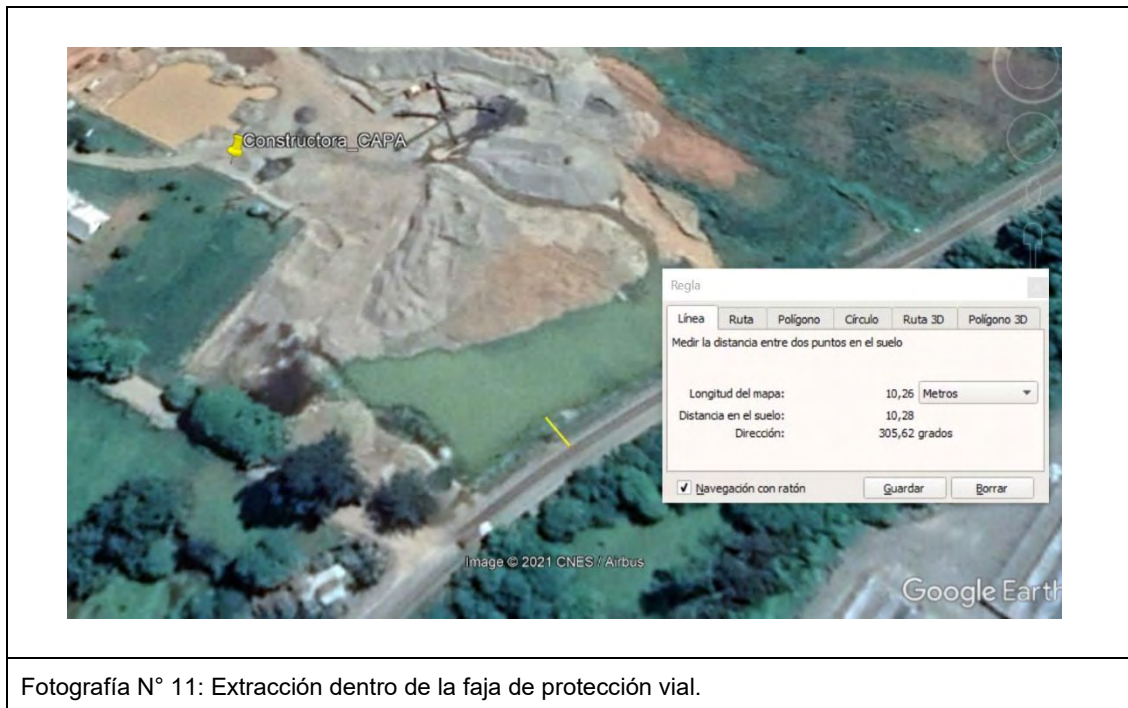 Constructora_CAPA
Regla
Línea
Ruta
Polígono
Círculo
Ruta 3D
Polígono 3D
Medir la distancia entre dos puntos en el suelo
Longitud del mapa: 10,26 Metros
Distancia en el suelo: 10,28
Dirección: 305,62 grados
Navegación con ratón
Guardar
Borrar
Image © 2021 CNES / Airbus
Google Earth
Fotografía N° 11: Extracción dentro de la faja de protección vial.